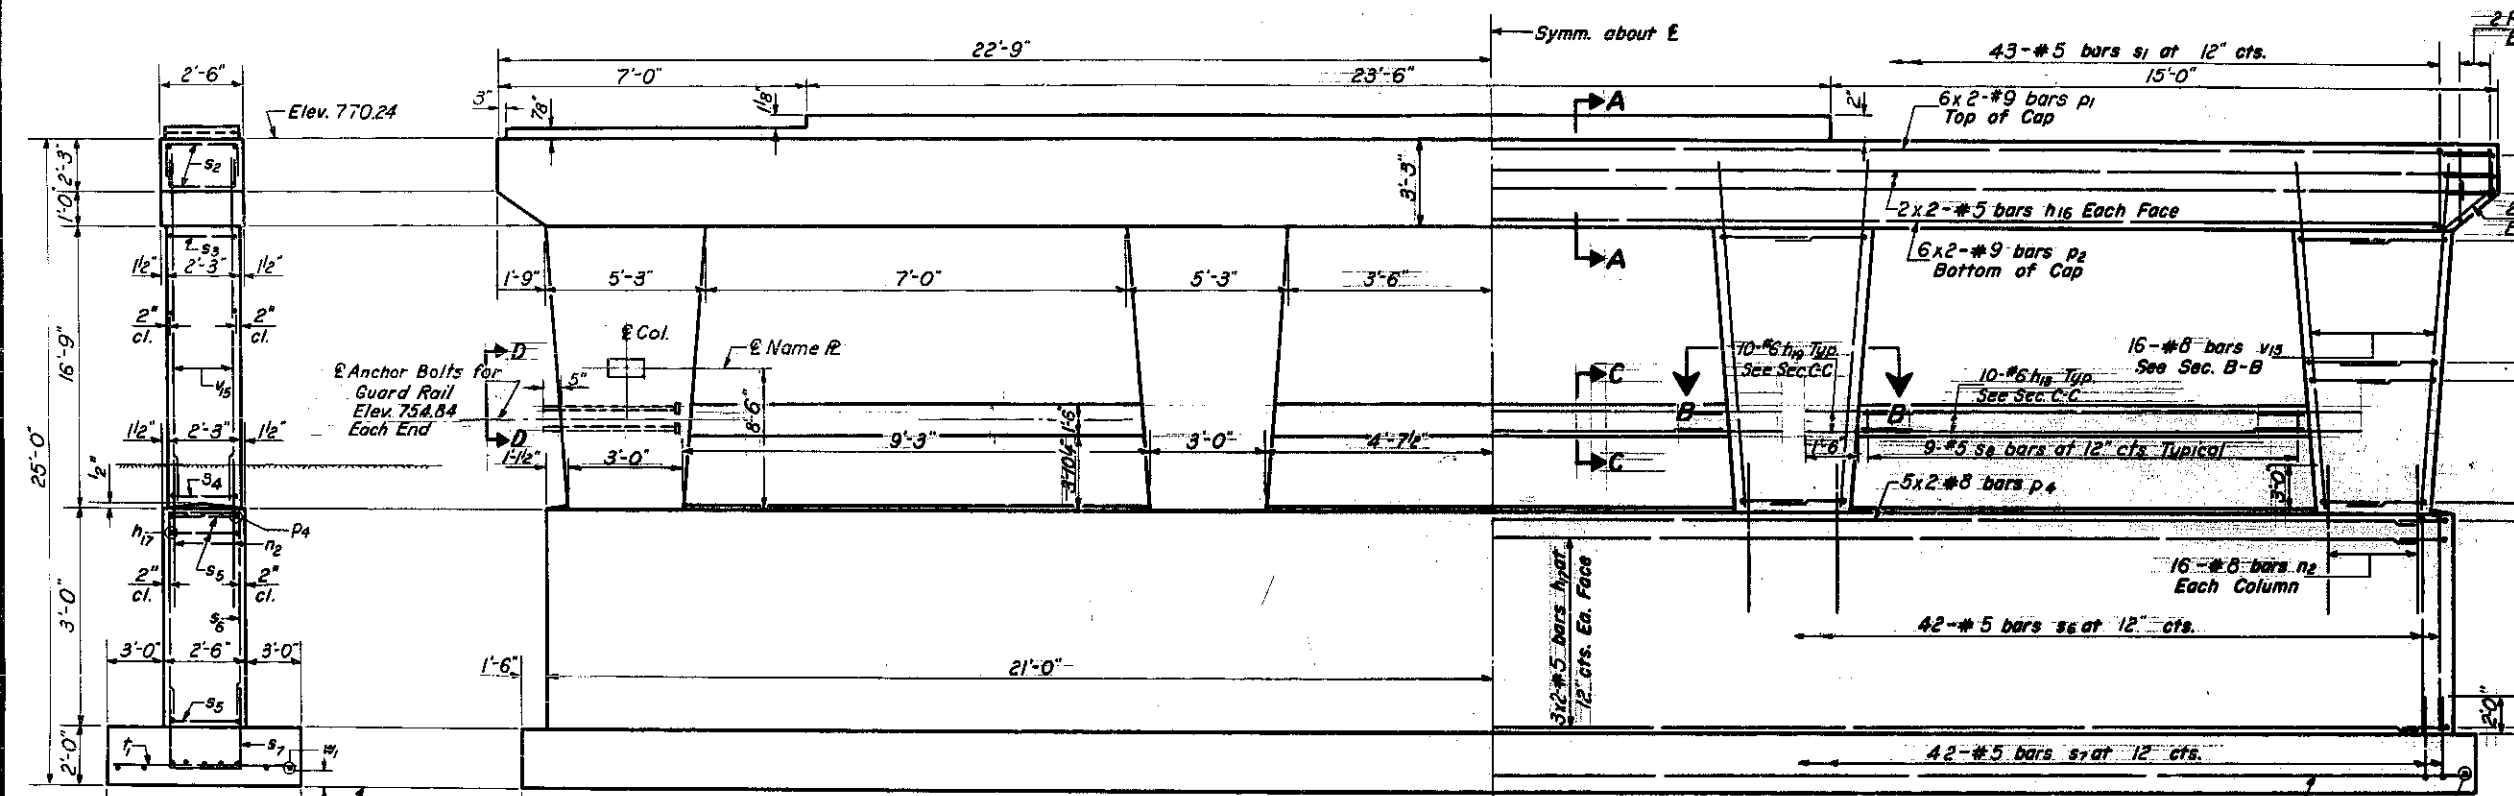 22'-9"
Symm. about ℄
43-#5 bars s1 at 12" cts.
2'-6"
7'-0"
23'-6"
15'-0"
3"
7/8"
1 1/8"
2"
Elev. 770.24
A
6x2-#9 bars p1
Top of Cap
2'-3"
s2
3'-3"
1'-0"
2x2-#5 bars h16 Each Face
s3
A
6x2-#9 bars p2
Bottom of Cap
1 1/2"
2'-3"
1 1/2"
1'-9"
5'-3"
7'-0"
5'-3"
3'-6"
2"
cl.
2"
cl.
℄ Col.
℄ Name ℞
D
10-#6 h19 Typ.
See Sec. C-C
16-#8 bars v15
See Sec. B-B
16'-9"
v15
℄ Anchor Bolts for
Guard Rail
Elev. 754.84
Each End
5"
8'-6"
C
10-#6 h18 Typ.
See Sec. C-C
1'-6"
B
B
25'-0"
1 1/2"
2'-3"
1 1/2"
D
9'-3"
3'-0"
4'-7 1/2"
1'-6"
9-#5 s8 bars at 12" cts. Typical
1/2"
s4
1'-1 1/2"
3'-0"
C
3'-0"
5x2-#8 bars p4
h17
p4
n2
s5
2"
cl.
2"
cl.
16-#8 bars n2
Each Column
3x2-#5 bars h17 at
12" cts. Ea. Face
3'-0"
s6
42-#5 bars s6 at 12" cts.
3'-0"
2'-6"
3'-0"
1'-6"
21'-0"
s5
2'-0"
2'-0"
t1
s7
w1
42-#5 bars s7 at 12 cts.